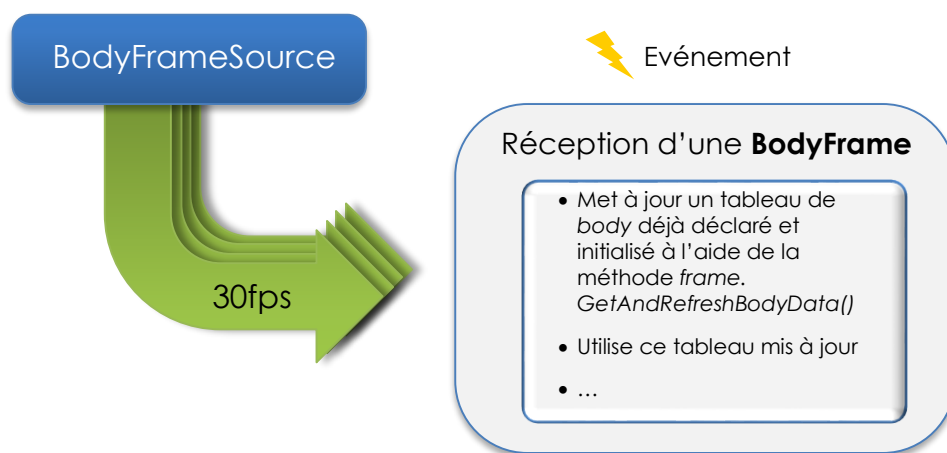 BodyFrameSource
Evénement
Réception d’une BodyFrame
• Met à jour un tableau de
body déjà déclaré et
initialisé à l’aide de la
méthode frame.
GetAndRefreshBodyData()
• Utilise ce tableau mis à jour
• …
30fps